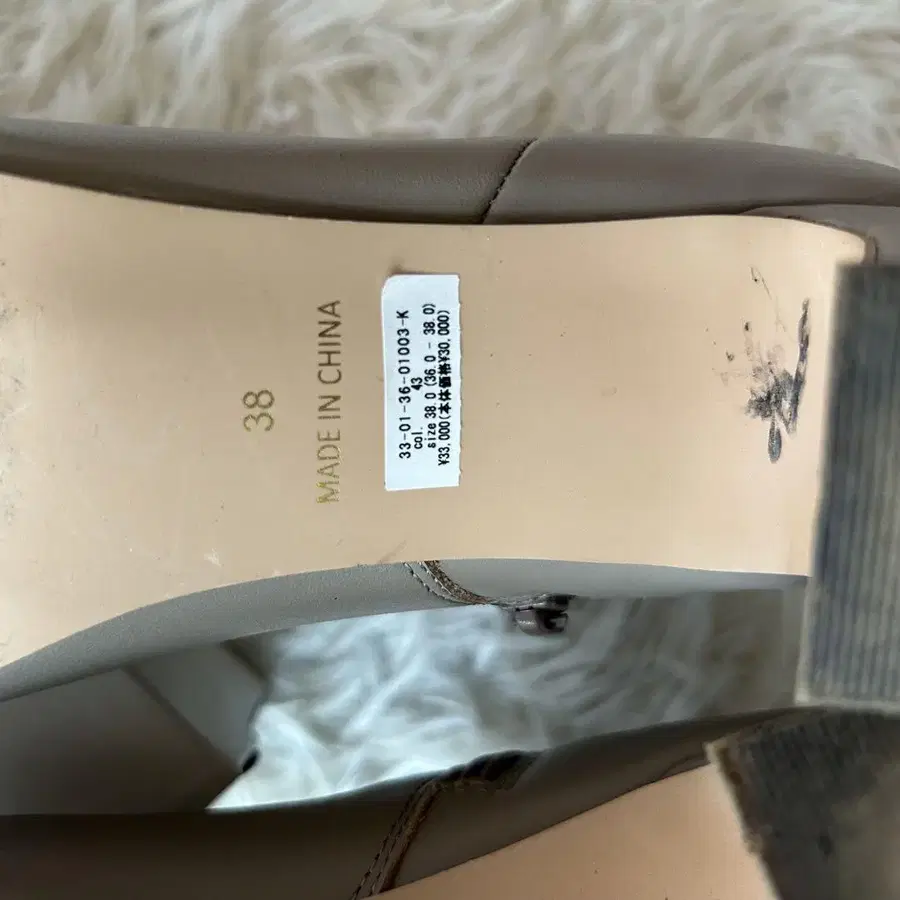 38
MADE IN CHINA
33-01-36-01003-K
col. 43
size 38.0 (36.0 - 38.0)
¥33,000(本体価格¥30,000)